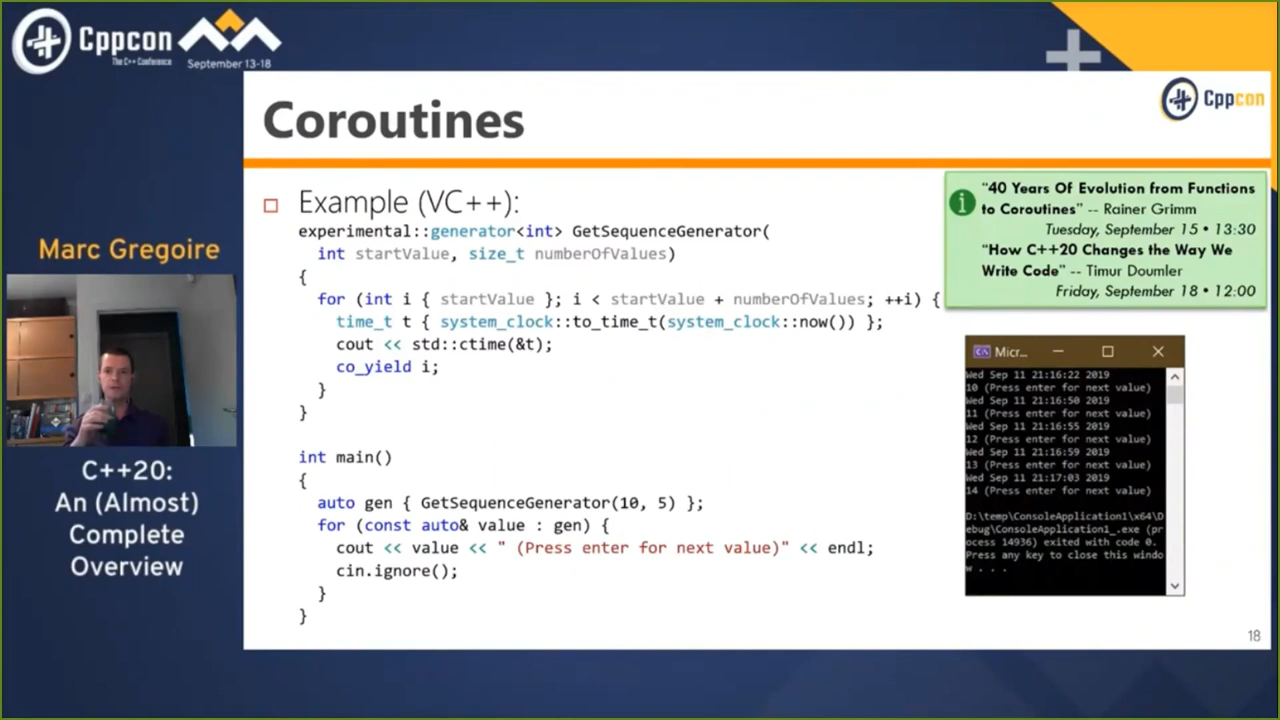 Cppcon
The C++ Conference
September 13-18
Cppcon
Coroutines
Example (VC++):
experimental::generator<int> GetSequenceGenerator(
int startValue, size_t numberOfValues)
{
for (int i { startValue }; i < startValue + numberOfValues; ++i) {
time_t t { system_clock::to_time_t(system_clock::now()) };
cout << std::ctime(&t);
co_yield i;
}
}
int main()
{
auto gen { GetSequenceGenerator(10, 5) };
for (const auto& value : gen) {
cout << value << " (Press enter for next value)" << endl;
cin.ignore();
}
}
"40 Years Of Evolution from Functions
to Coroutines" -- Rainer Grimm
Tuesday, September 15 • 13:30
"How C++20 Changes the Way We
Write Code" -- Timur Doumler
Friday, September 18 • 12:00
Micr...
Wed Sep 11 21:16:22 2019
10 (Press enter for next value)
Wed Sep 11 21:16:50 2019
11 (Press enter for next value)
Wed Sep 11 21:16:55 2019
12 (Press enter for next value)
Wed Sep 11 21:16:59 2019
13 (Press enter for next value)
Wed Sep 11 21:17:03 2019
14 (Press enter for next value)
D:\temp\ConsoleApplication1\x64\D
ebug\ConsoleApplication1_.exe (pr
ocess 14936) exited with code 0.
Press any key to close this windo
w . . .
18
Marc Gregoire
C++20:
An (Almost)
Complete
Overview